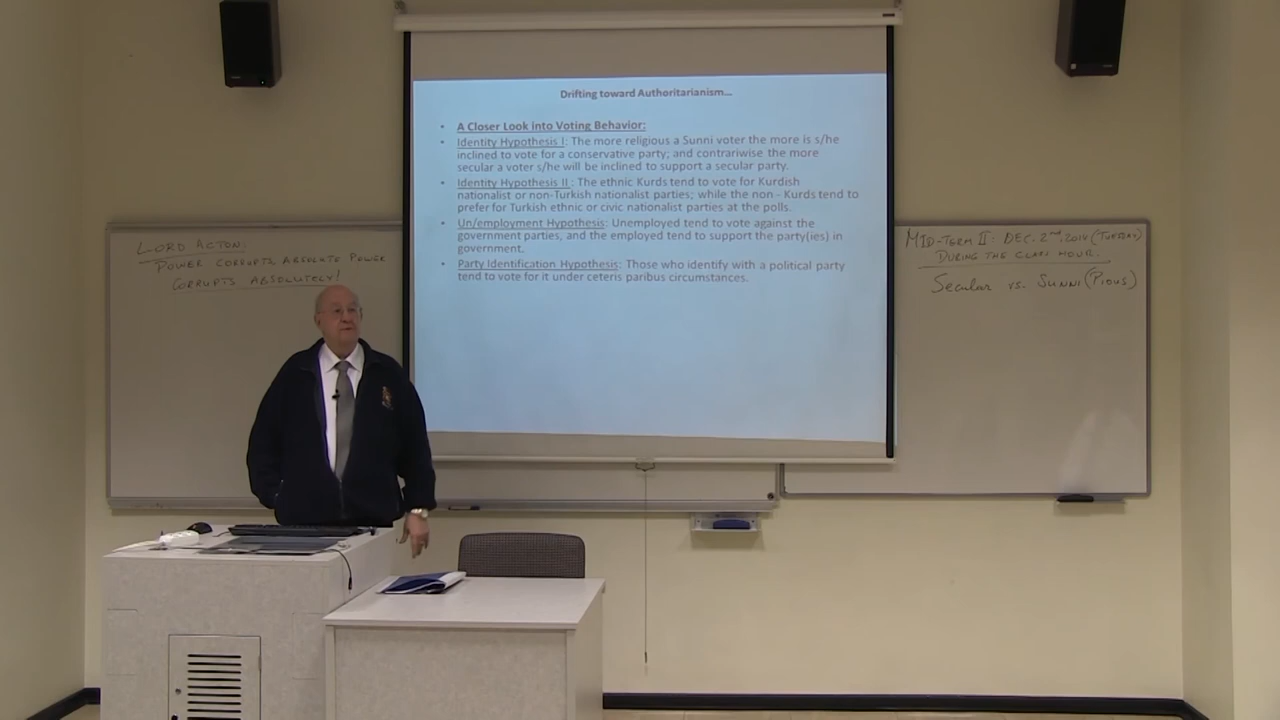 Drifting toward Authoritarianism...
• A Closer Look into Voting Behavior:
• Identity Hypothesis I: The more religious a Sunni voter the more is s/he
inclined to vote for a conservative party; and contrariwise the more
secular a voter s/he will be inclined to support a secular party.
• Identity Hypothesis II : The ethnic Kurds tend to vote for Kurdish
nationalist or non-Turkish nationalist parties; while the non - Kurds tend to
prefer for Turkish ethnic or civic nationalist parties at the polls.
• Un/employment Hypothesis: Unemployed tend to vote against the
government parties, and the employed tend to support the party(ies) in
government.
• Party Identification Hypothesis: Those who identify with a political party
tend to vote for it under ceteris paribus circumstances.
LORD ACTON:
POWER CORRUPTS ABSOLUTE POWER
CORRUPTS ABSOLUTELY!
MID-TERM II: DEC. 2nd, 2014 (TUESDAY)
DURING THE CLASS HOUR.
Secular vs. SUNNI (PIOUS)